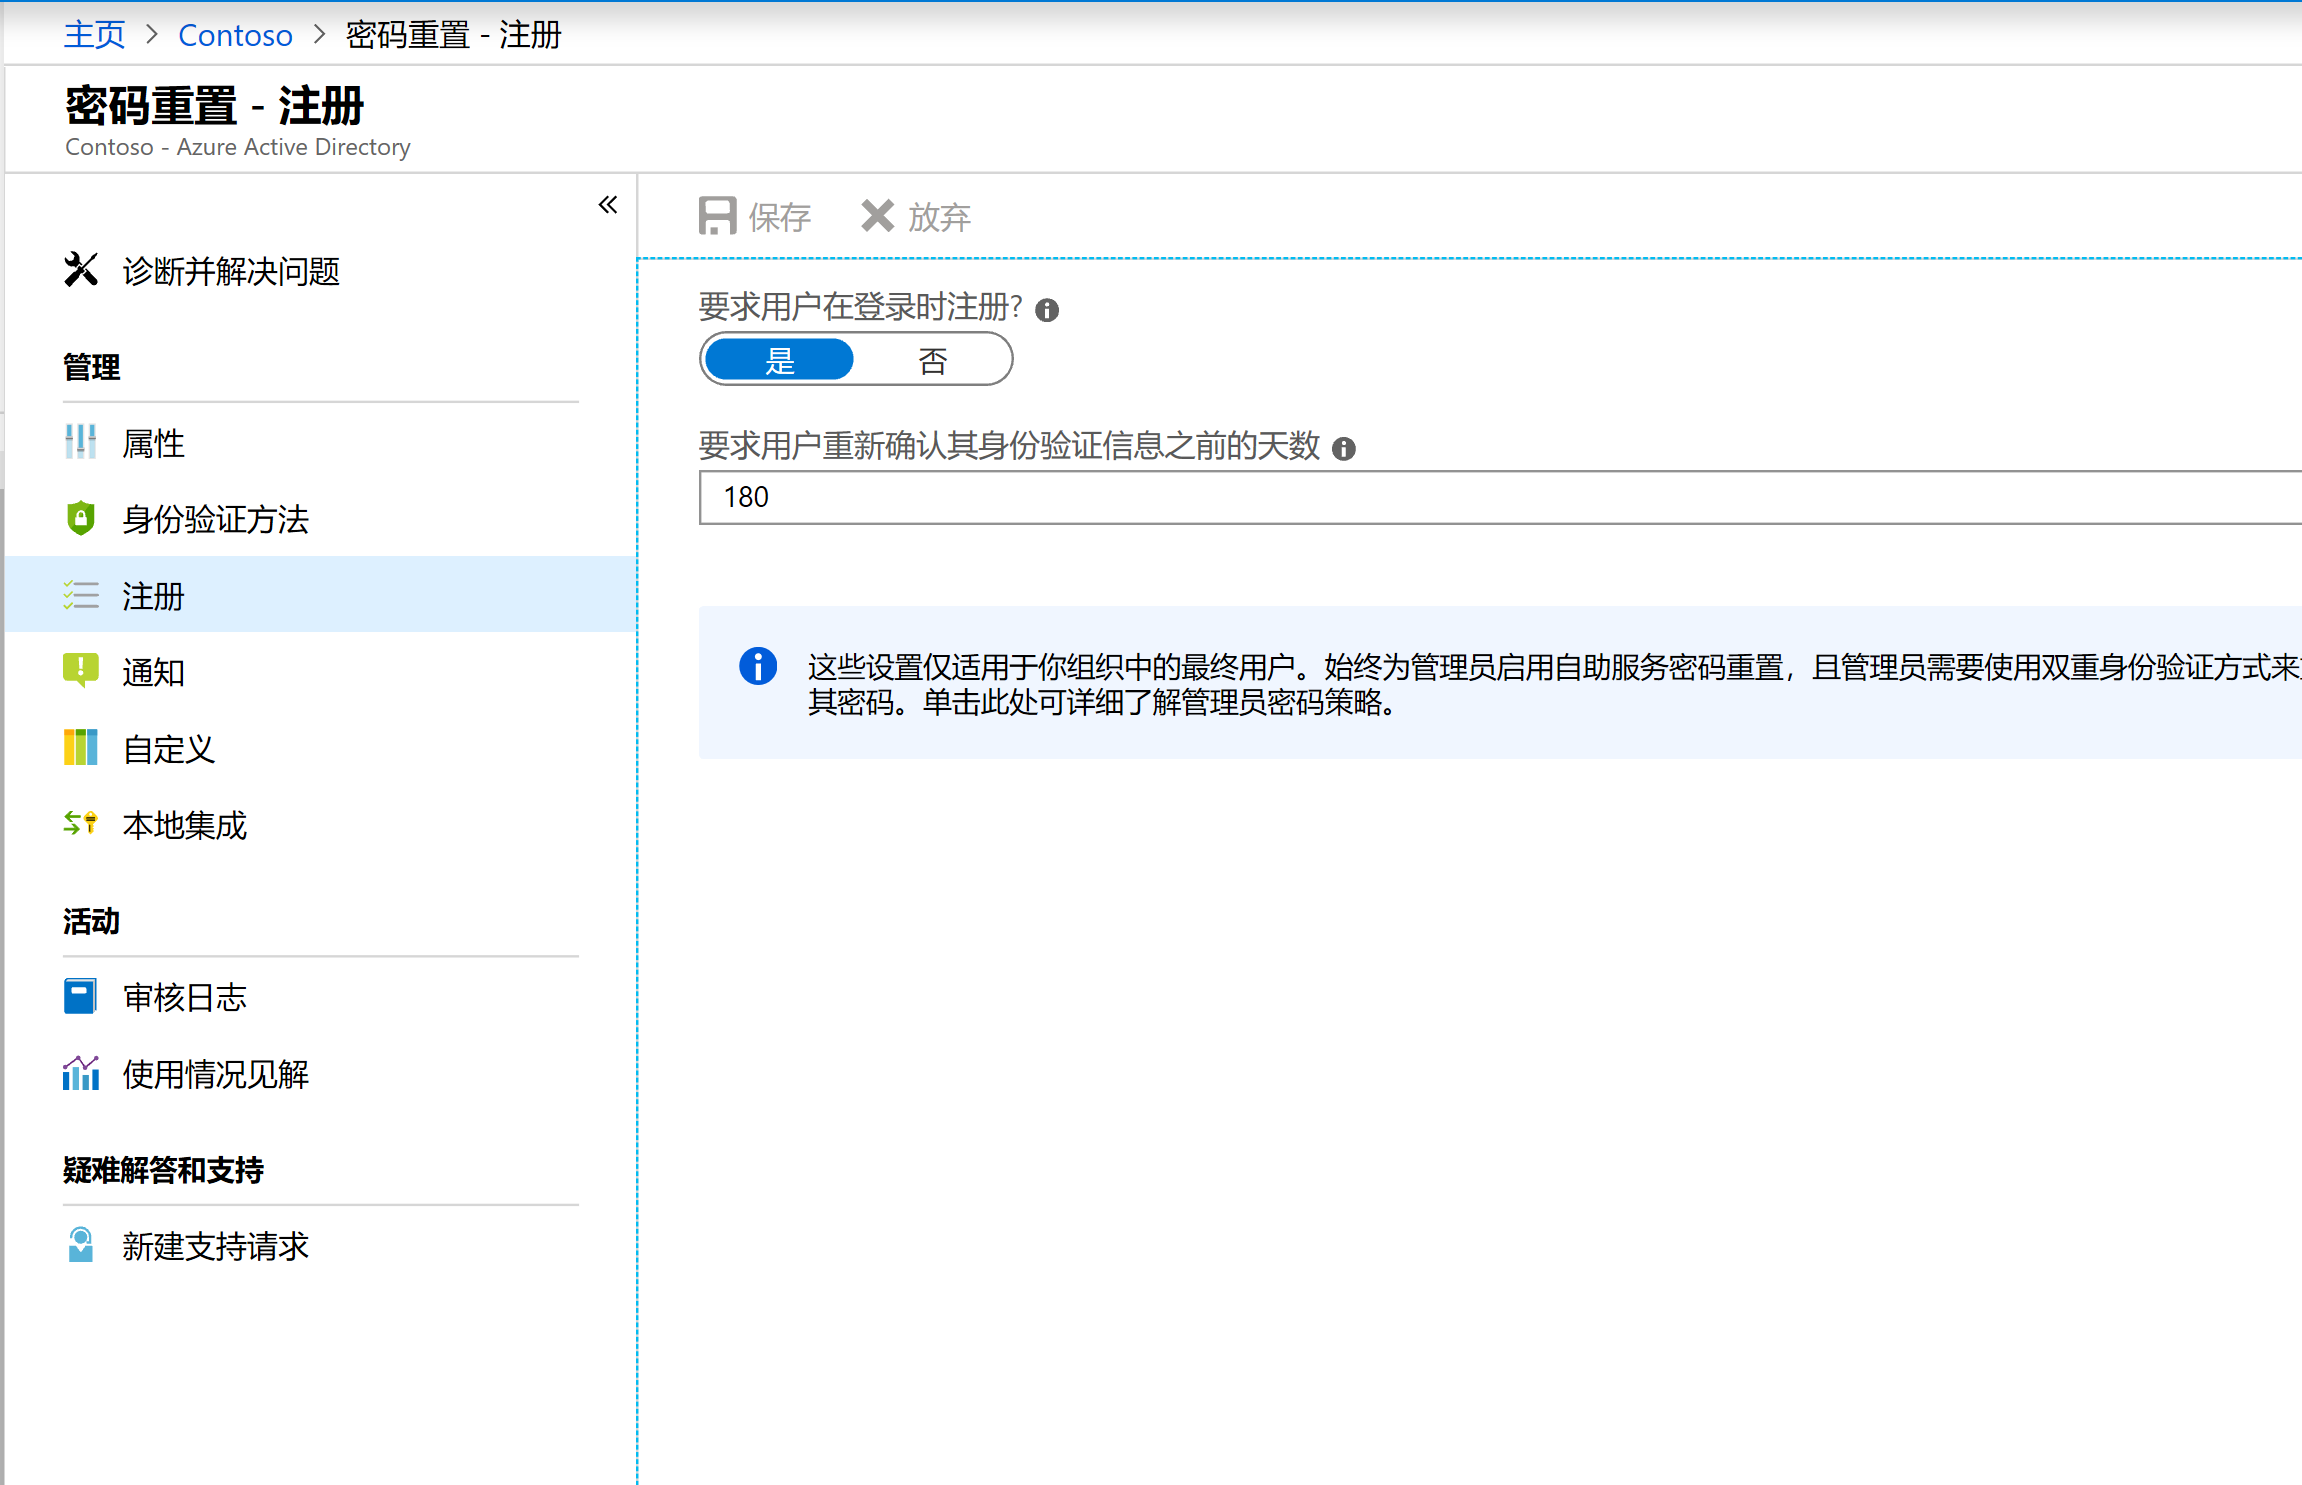 主页 > Contoso > 密码重置 - 注册
密码重置 - 注册
Contoso - Azure Active Directory
诊断并解决问题
管理
属性
身份验证方法
注册
通知
自定义
本地集成
活动
审核日志
使用情况见解
疑难解答和支持
新建支持请求
保存 放弃
要求用户在登录时注册?
是 否
要求用户重新确认其身份验证信息之前的天数
180
这些设置仅适用于你组织中的最终用户。始终为管理员启用自助服务密码重置，且管理员需要使用双重身份验证方式来
其密码。单击此处可详细了解管理员密码策略。